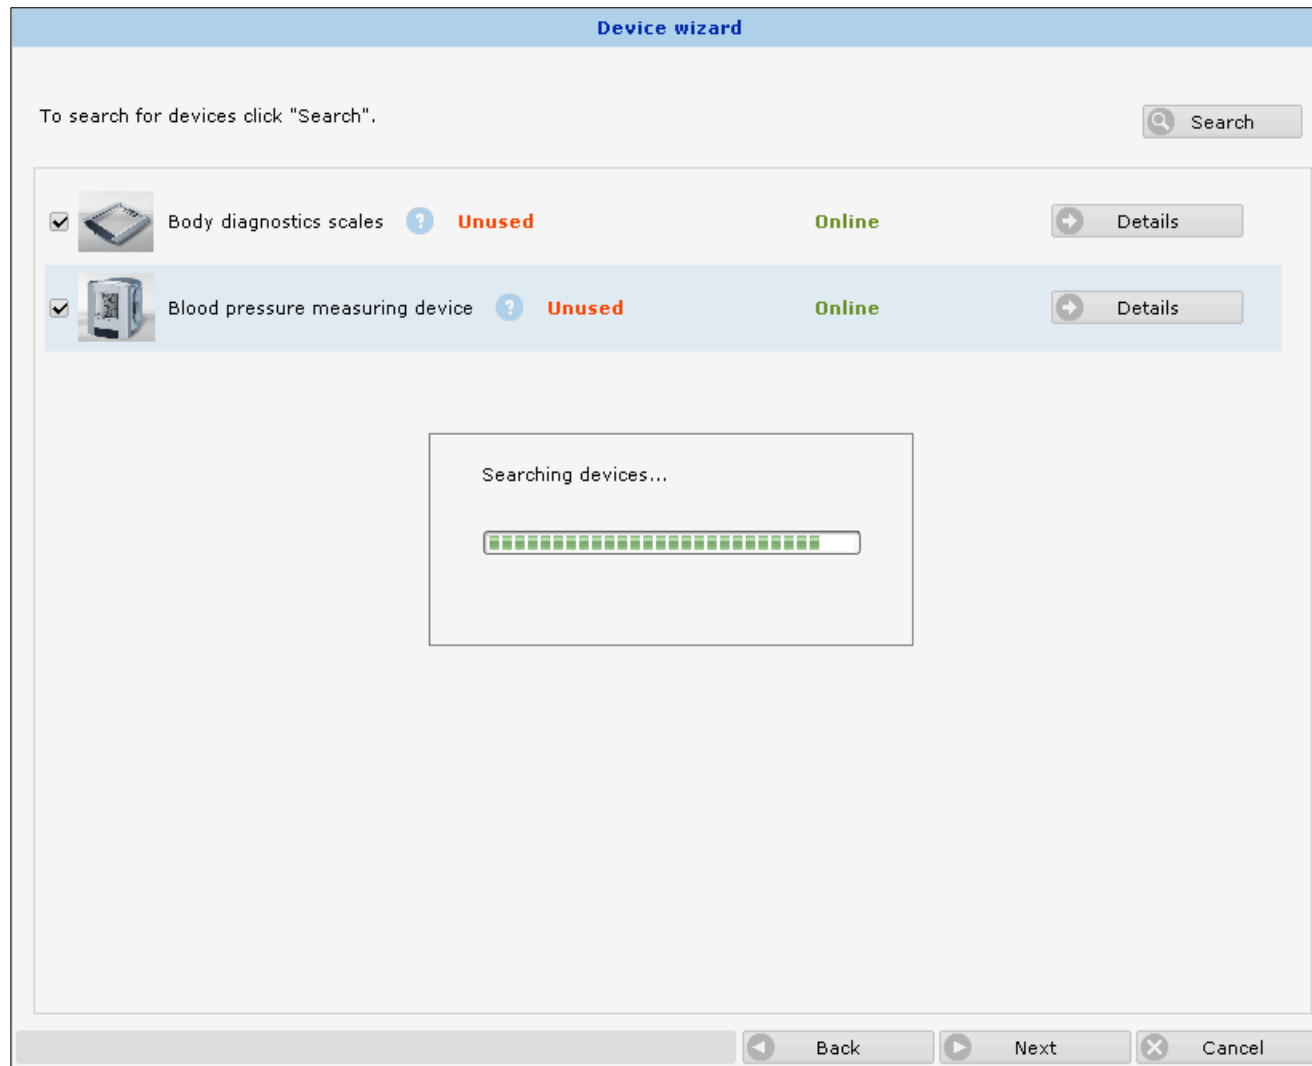 Device wizard
To search for devices click "Search".
Search
Body diagnostics scales ? Unused Online Details
Blood pressure measuring device ? Unused Online Details
Searching devices...
Back Next Cancel